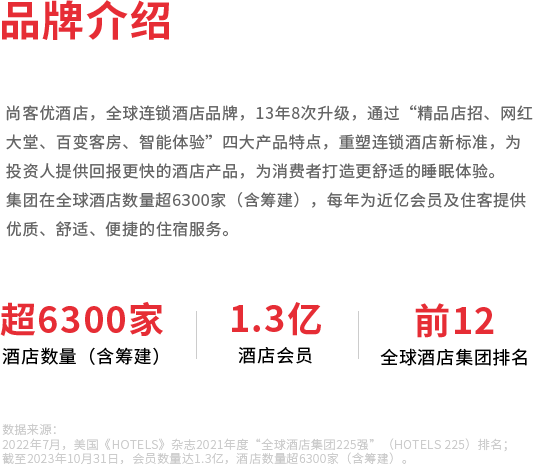 品牌介绍
尚客优酒店，全球连锁酒店品牌，13年8次升级，通过“精品店招、网红
大堂、百变客房、智能体验”四大产品特点，重塑连锁酒店新标准，为
投资人提供回报更快的酒店产品，为消费者打造更舒适的睡眠体验。
集团在全球酒店数量超6300家（含筹建），每年为近亿会员及住客提供
优质、舒适、便捷的住宿服务。
超6300家
酒店数量（含筹建）
1.3亿
酒店会员
前12
全球酒店集团排名
数据来源：
2022年7月，美国《HOTELS》杂志2021年度“全球酒店集团225强”（HOTELS 225）排名；
截至2023年10月31日，会员数量达1.3亿，酒店数量超6300家（含筹建）。